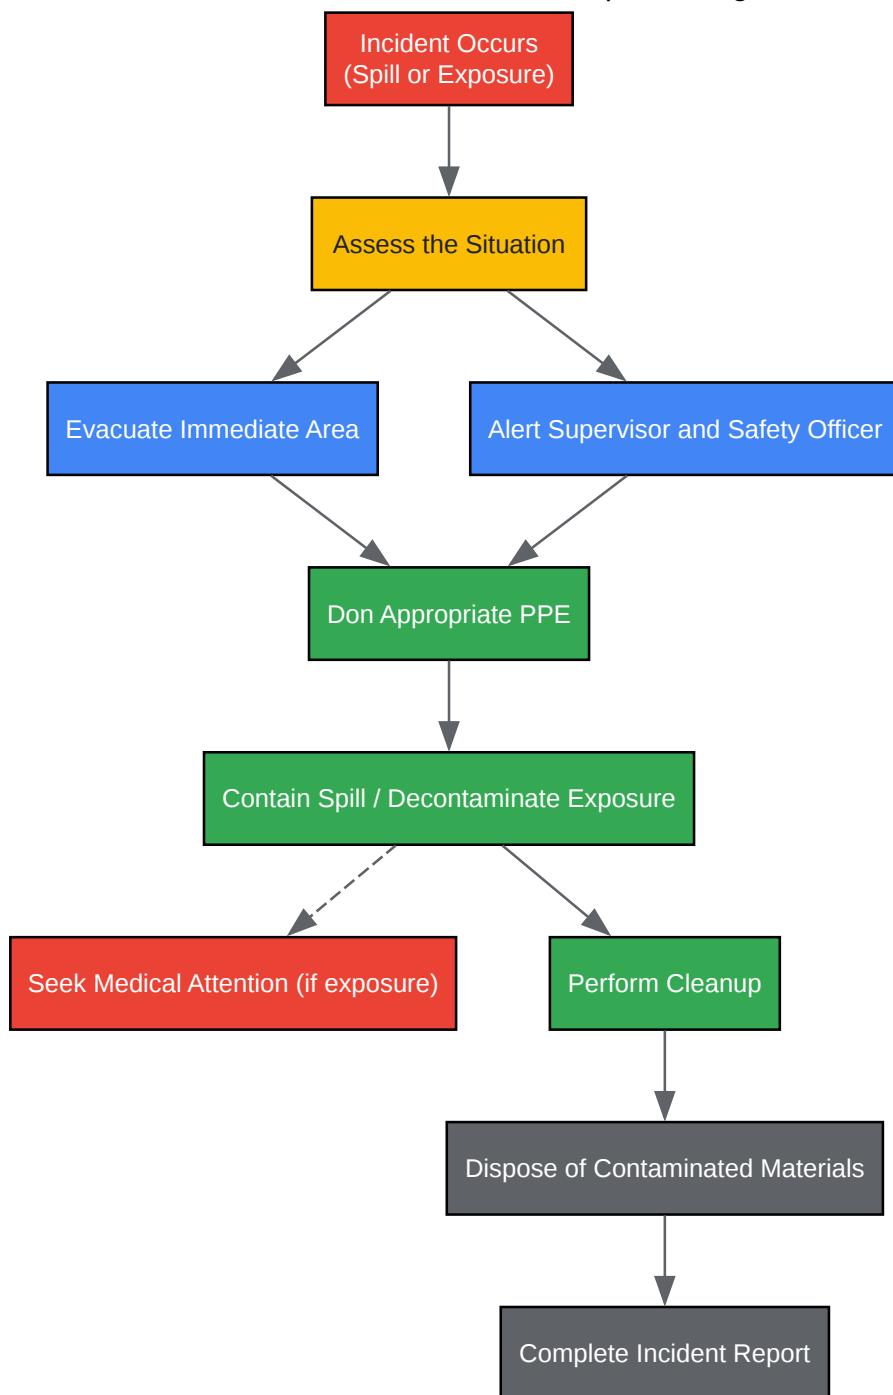 Incident Occurs
(Spill or Exposure)
Assess the Situation
Evacuate Immediate Area
Alert Supervisor and Safety Officer
Don Appropriate PPE
Contain Spill / Decontaminate Exposure
Seek Medical Attention (if exposure)
Perform Cleanup
Dispose of Contaminated Materials
Complete Incident Report